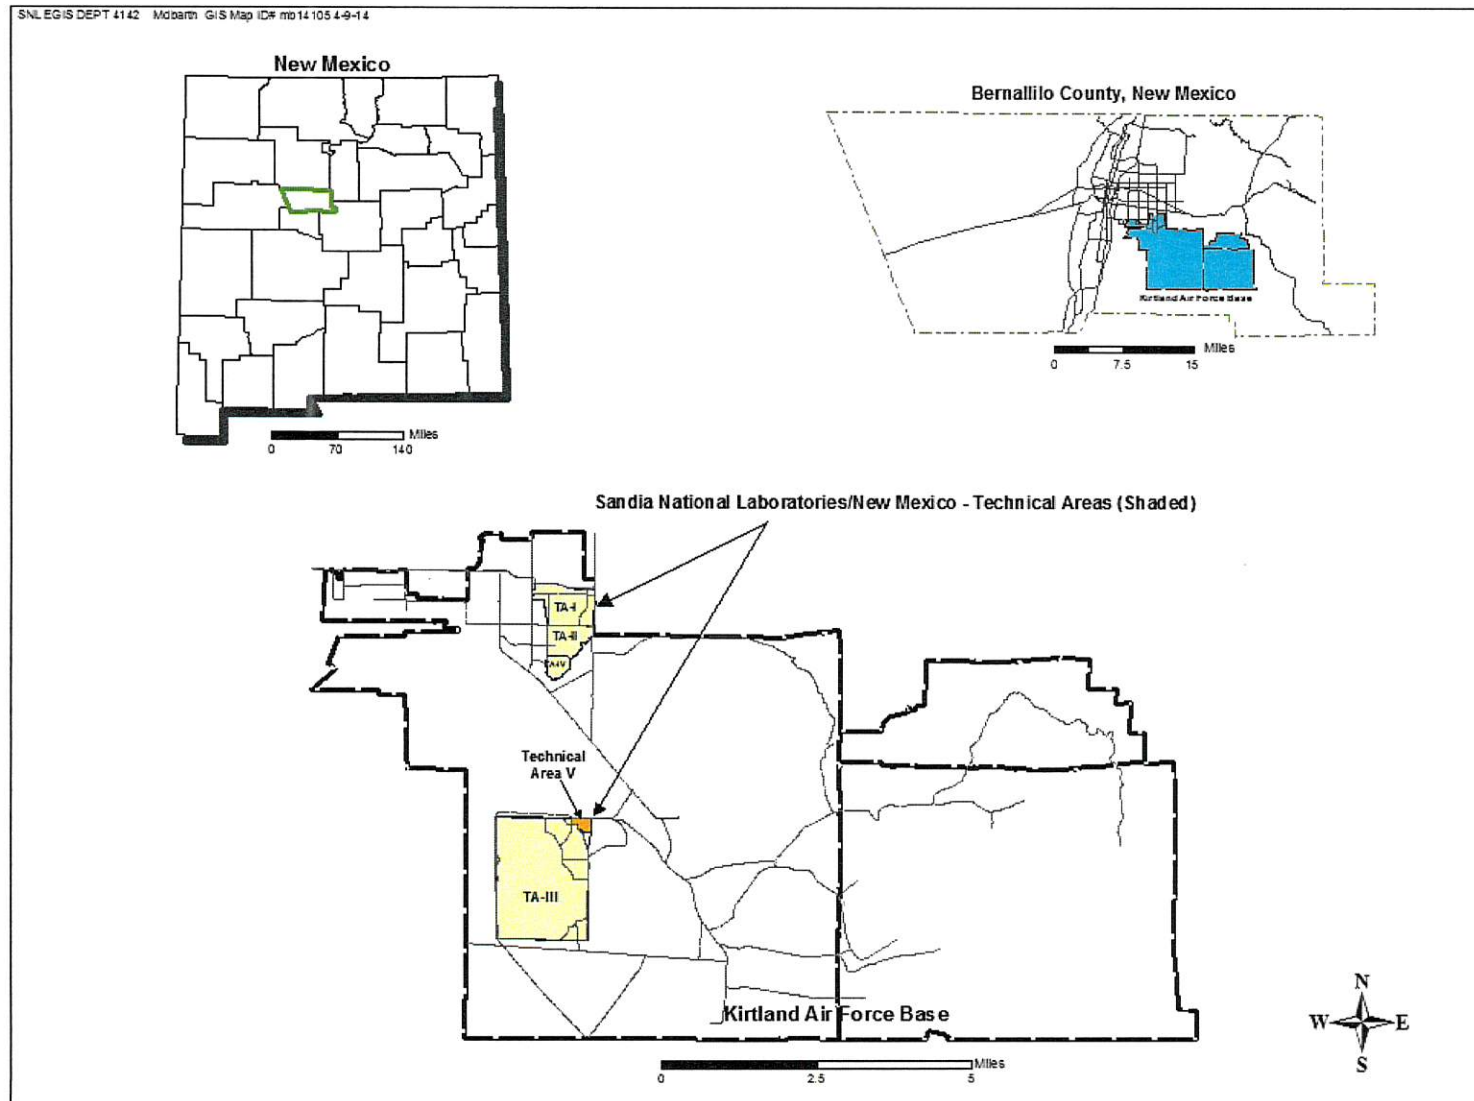 SNL EGIS DEPT 4142 Mdbarth GIS Map ID# mb14105 4-9-14
New Mexico
Miles
0 70 140
Bernallilo County, New Mexico
Kirtland Air Force Base
Miles
0 7.5 15
Sandia National Laboratories/New Mexico - Technical Areas (Shaded)
TA-I
TA-II
TA-IV
Technical
Area V
TA-III
Kirtland Air Force Base
Miles
0 2.5 5
N
W E
S